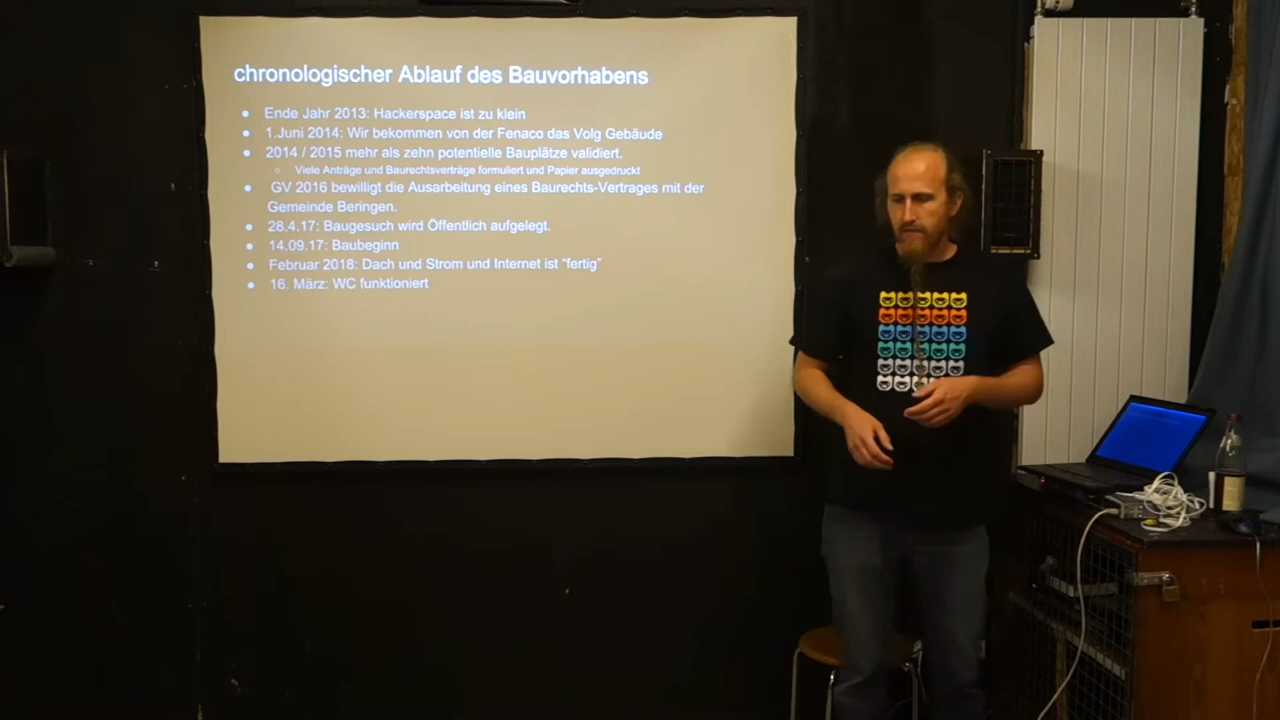 chronologischer Ablauf des Bauvorhabens
● Ende Jahr 2013: Hackerspace ist zu klein
● 1.Juni 2014: Wir bekommen von der Fenaco das Volg Gebäude
● 2014 / 2015 mehr als zehn potentielle Bauplätze validiert.
○ Viele Anträge und Baurechtsverträge formuliert und Papier ausgedruckt
● GV 2016 bewilligt die Ausarbeitung eines Baurechts-Vertrages mit der
Gemeinde Beringen.
● 28.4.17: Baugesuch wird Öffentlich aufgelegt.
● 14.09.17: Baubeginn
● Februar 2018: Dach und Strom und Internet ist “fertig”
● 16. März: WC funktioniert